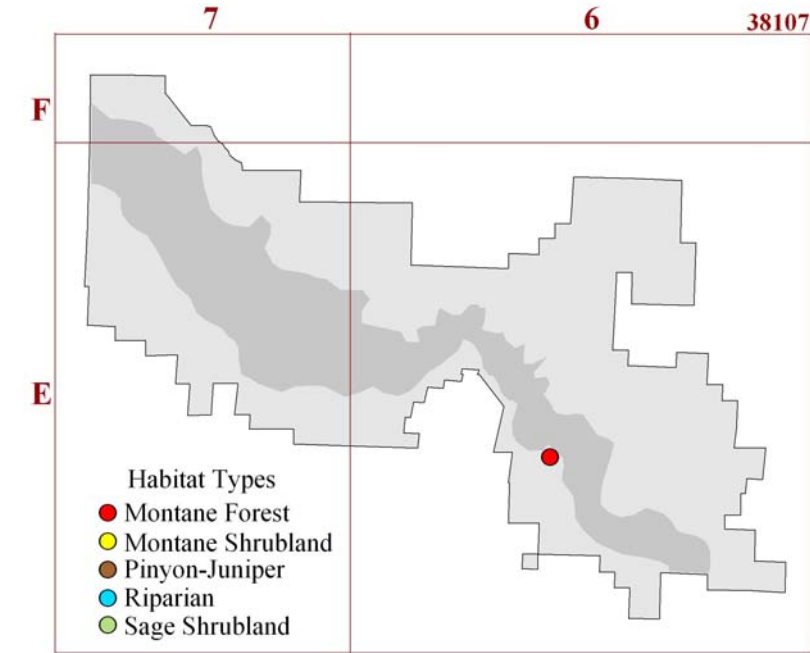 7 6 38107
F
E
Habitat Types
Montane Forest
Montane Shrubland
Pinyon-Juniper
Riparian
Sage Shrubland